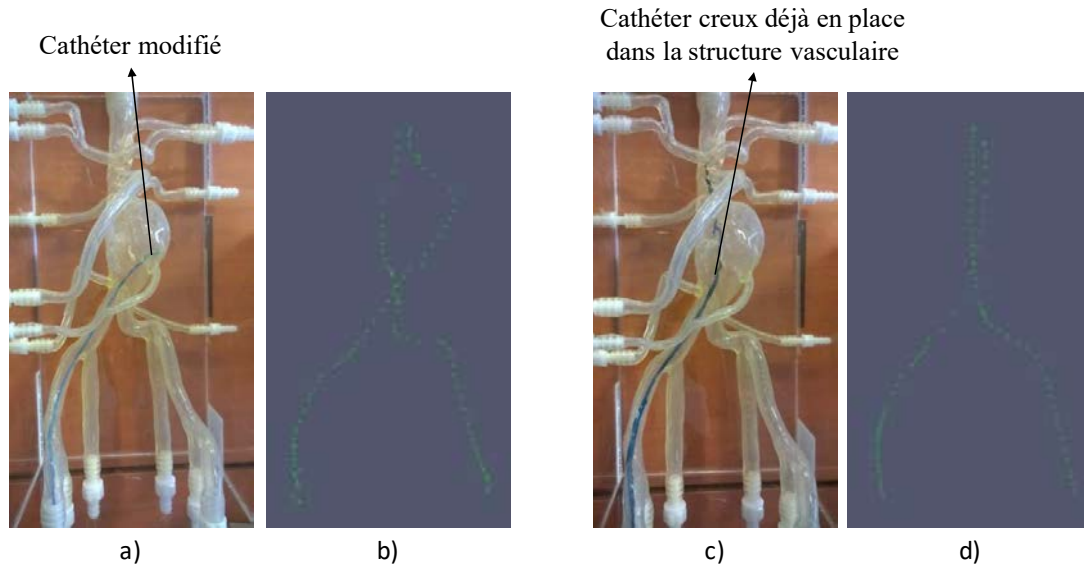 Cathéter modifié
Cathéter creux déjà en place
dans la structure vasculaire
a)
b)
c)
d)